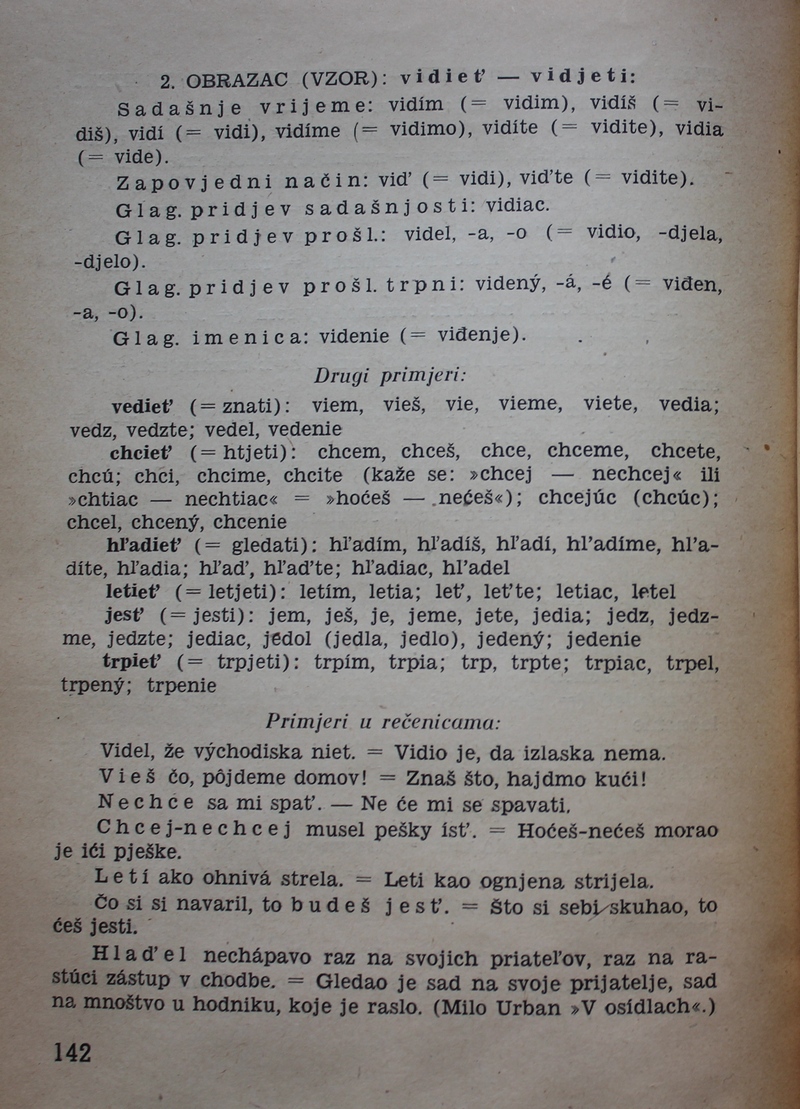 2. OBRAZAC (VZOR): vidieť — vidjeti:
Sadašnje vrijeme: vidím (= vidim), vidíš (= vi-
diš), vidí (= vidi), vidíme (= vidimo), vidíte (= vidite), vidia
(= vide).
Zapovjedni način: viď (= vidi), viďte (= vidite).
Glag. pridjev sadašnjosti: vidiac.
Glag. pridjev prošl.: videl, -a, -o (= vidio, -djela,
-djelo).
Glag. pridjev prošl. trpni: videný, -á, -é (= viđen,
-a, -o).
Glag. imenica: videnie (= viđenje).
Drugi primjeri:
vedieť (= znati): viem, vieš, vie, vieme, viete, vedia;
vedz, vedzte; vedel, vedenie
chcieť (= htjeti): chcem, chceš, chce, chceme, chcete,
chcú; chci, chcime, chcite (kaže se: »chcej — nechcej« ili
»chtiac — nechtiac« = »hoćeš — nećeš«); chcejúc (chcúc);
chcel, chcený, chcenie
hľadieť (= gledati): hľadím, hľadíš, hľadí, hľadíme, hľa-
díte, hľadia; hľaď, hľaďte; hľadiac, hľadel
letieť (= letjeti): letím, letia; leť, leťte; letiac, letel
jesť (= jesti): jem, ješ, je, jeme, jete, jedia; jedz, jedz-
me, jedzte; jediac, jedol (jedla, jedlo), jedený; jedenie
trpieť (= trpjeti): trpím, trpia; trp, trpte; trpiac, trpel,
trpený; trpenie
Primjeri u rečenicama:
Videl, že východiska niet. = Vidio je, da izlaska nema.
Vieš čo, pôjdeme domov! = Znaš što, hajdmo kući!
Nechce sa mi spať. — Ne će mi se spavati.
Chcej-nechcej musel pešky ísť. = Hoćeš-nećeš morao
je ići pješke.
Letí ako ohnivá strela. = Leti kao ognjena strijela.
Čo si si navaril, to budeš jesť. = Što si sebi skuhao, to
ćeš jesti.
Hlaďel nechápavo raz na svojich priateľov, raz na ra-
stúci zástup v chodbe. = Gledao je sad na svoje prijatelje, sad
na mnoštvo u hodniku, koje je raslo. (Milo Urban »V osídlach«.)
142